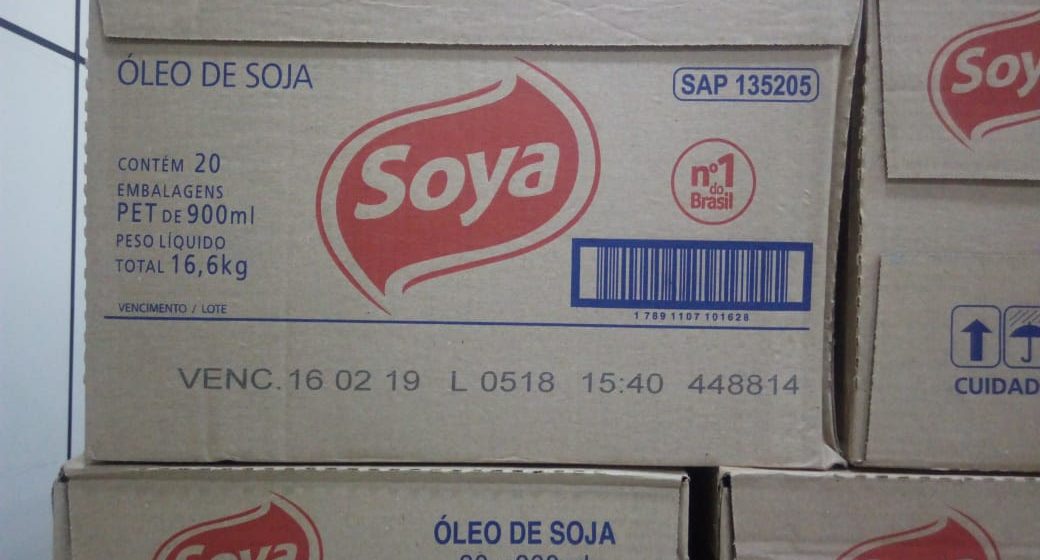 ÓLEO DE SOJA
Soya
SAP 135205
nº1
do
Brasil
CONTÉM 20
EMBALAGENS
PET DE 900ml
PESO LÍQUIDO
TOTAL 16,6kg
1 789 1107 101628
VENCIMENTO / LOTE
VENC. 16 02 19 L 0518 15:40 448814
Soy
CUIDAD
ÓLEO DE SOJA
Soya